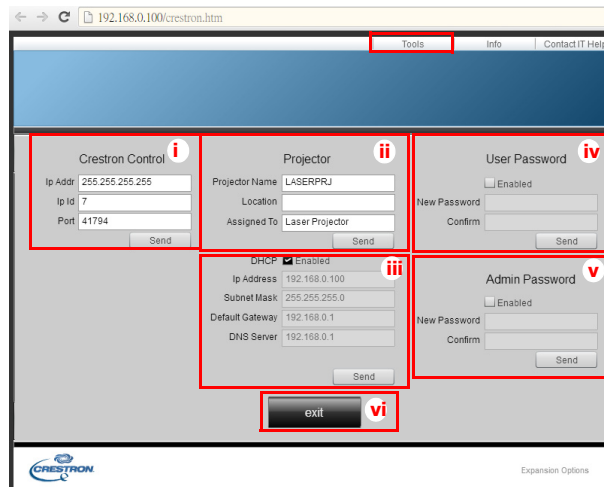 192.168.0.100/crestron.htm
Tools
Info
Contact IT Help
Crestron Control
i
Ip Addr 255.255.255.255
Ip Id 7
Port 41794
Send
Projector
ii
Projector Name LASERPRJ
Location
Assigned To Laser Projector
Send
DHCP Enabled
iii
Ip Address 192.168.0.100
Subnet Mask 255.255.255.0
Default Gateway 192.168.0.1
DNS Server 192.168.0.1
Send
User Password
iv
Enabled
New Password
Confirm
Send
Admin Password
v
Enabled
New Password
Confirm
Send
exit
vi
CRESTRON
Expansion Options